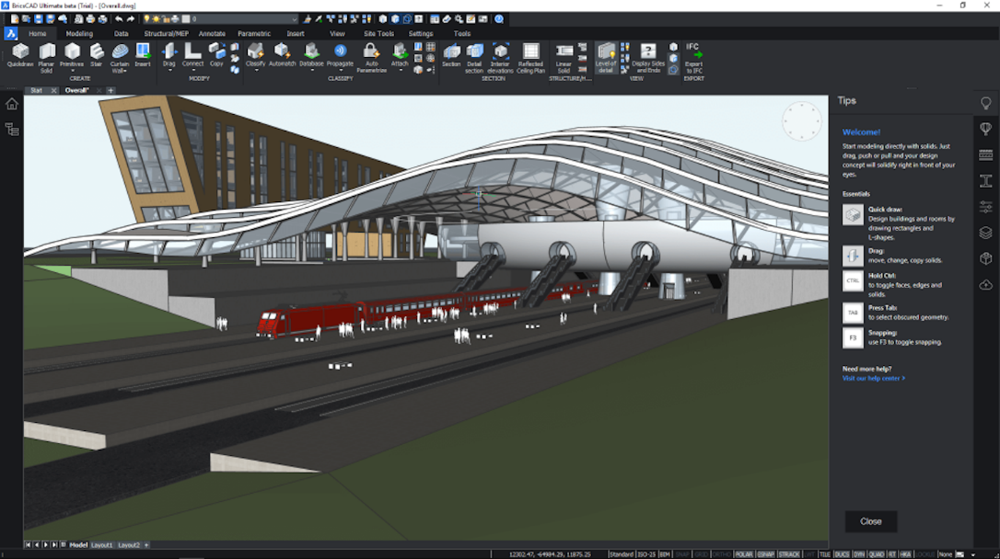 BricsCAD Ultimate beta (Trial) - [Overall.dwg]
0
Home Modeling Data Structural/MEP Annotate Parametric Insert View Site Tools Settings Tools
Quickdraw Planar Solid Primitives Stair Curtain Wall Insert
CREATE
Drag Connect Copy
MODIFY
Classify Automatch Database Propagate Auto Parametrize Attach
CLASSIFY
Section Detail section Interior elevations Reflected Ceiling Plan
SECTION
Linear Solid
STRUCTURE/H...
Level of detail Display Sides and Ends
VIEW
IFC
Export to IFC
EXPORT
Start Overall*
Tips
Welcome!
Start modeling directly with solids. Just
drag, push or pull and your design
concept will solidify right in front of your
eyes.
Essentials
Quick draw:
Design buildings and rooms by
drawing rectangles and
L-shapes.
Drag:
move, change, copy solids.
CTRL
Hold Ctrl:
to toggle faces, edges and
solids.
TAB
Press Tab:
to select obscured geometry.
F3
Snapping:
use F3 to toggle snapping.
Need more help?
Visit our help center >
Close
Model Layout1 Layout2 +
12302.47, -64984.29, 11875.25 Standard ISO-25 BIM SNAP GRID ORTHO POLAR ESNAP STRACK LWT TILE DUCS DYN QUAD RT HKA LOCKUI None